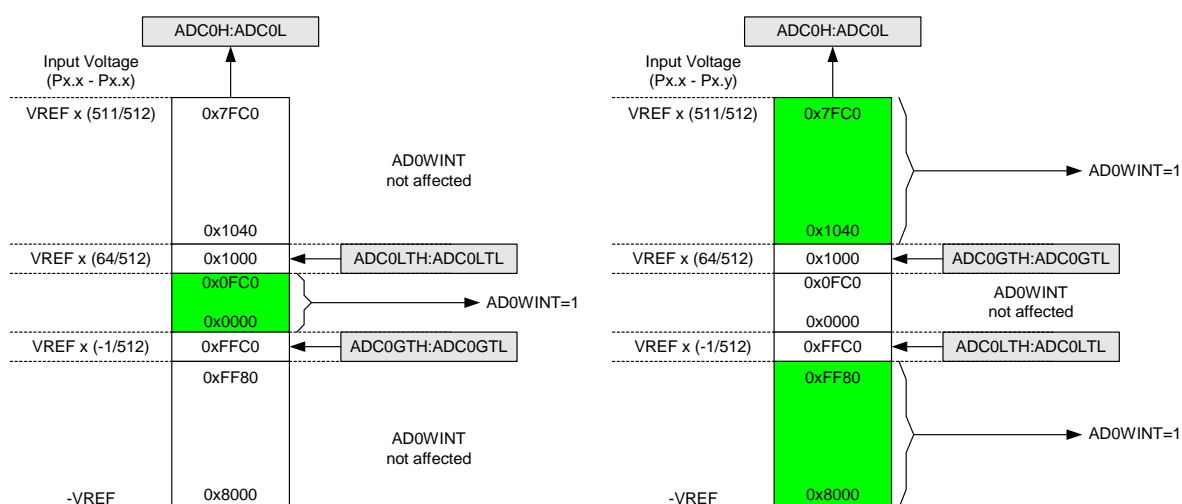 ADC0H:ADC0L
Input Voltage
(Px.x - Px.x)
VREF x (511/512)
0x7FC0
AD0WINT
not affected
0x1040
VREF x (64/512)
0x1000
ADC0LTH:ADC0LTL
0x0FC0
AD0WINT=1
0x0000
VREF x (-1/512)
0xFFC0
ADC0GTH:ADC0GTL
0xFF80
AD0WINT
not affected
-VREF
0x8000
ADC0H:ADC0L
Input Voltage
(Px.x - Px.y)
VREF x (511/512)
0x7FC0
AD0WINT=1
0x1040
VREF x (64/512)
0x1000
ADC0GTH:ADC0GTL
0x0FC0
AD0WINT
not affected
0x0000
VREF x (-1/512)
0xFFC0
ADC0LTH:ADC0LTL
0xFF80
AD0WINT=1
-VREF
0x8000